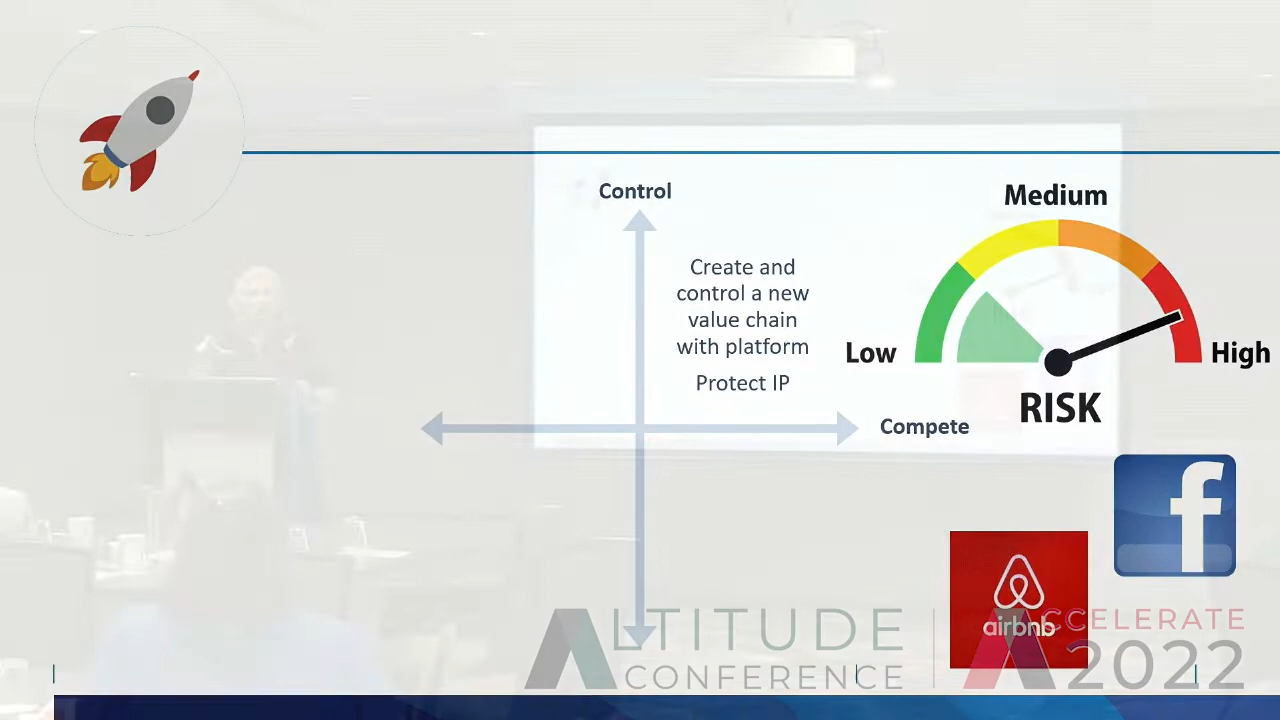 Control
Medium
Create and
control a new
value chain
with platform
Protect IP
Low
High
RISK
Compete
f
airbnb
ALTITUDE
CONFERENCE
ACCELERATE
2022